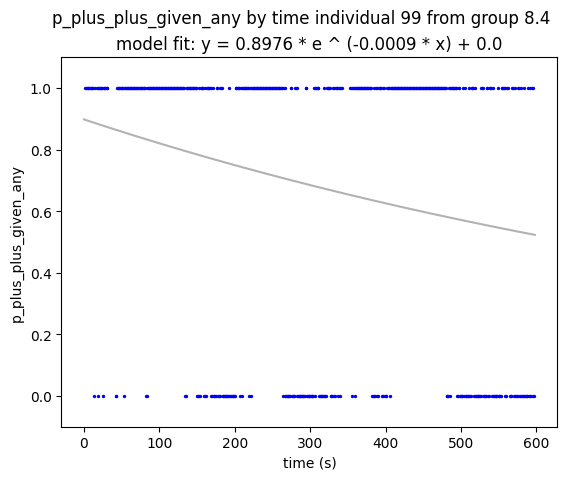 p_plus_plus_given_any by time individual 99 from group 8.4
model fit: y = 0.8976 * e ^ (-0.0009 * x) + 0.0
1.0
0.8
0.6
0.4
0.2
0.0
p_plus_plus_given_any
0 100 200 300 400 500 600
time (s)